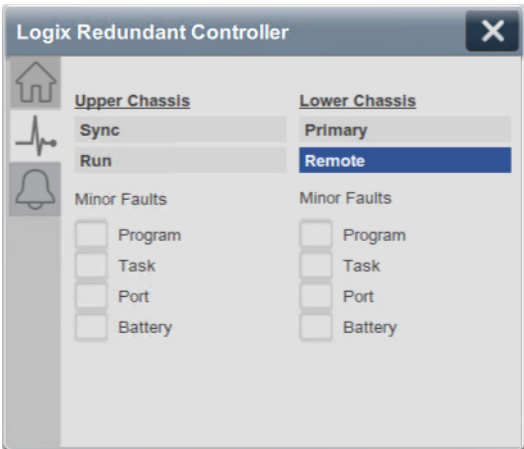 Logix Redundant Controller
Upper Chassis Lower Chassis
Sync Primary
Run Remote
Minor Faults Minor Faults
Program Program
Task Task
Port Port
Battery Battery